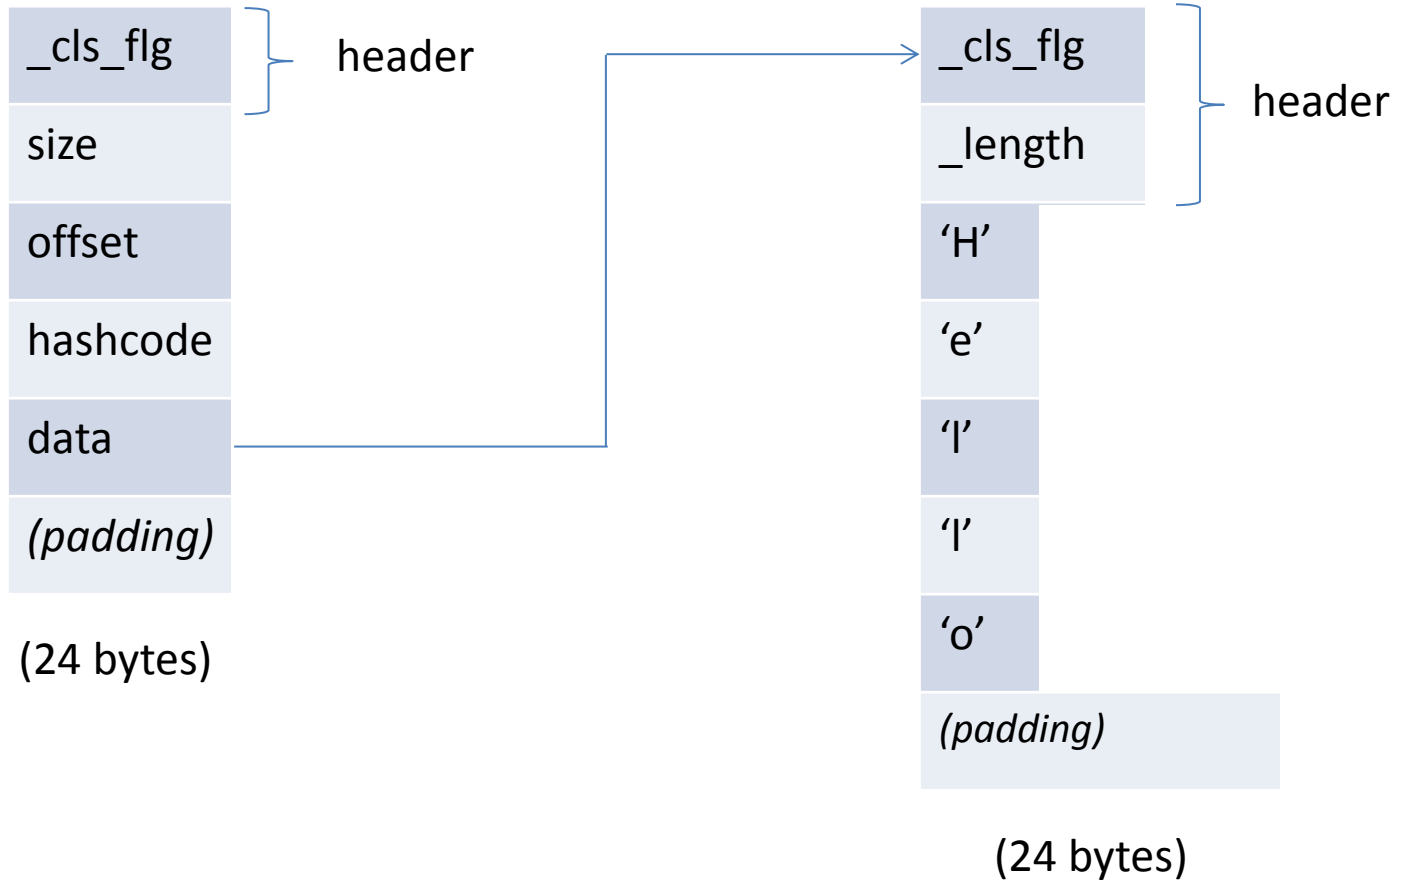 _cls_flg
header
size
offset
hashcode
data
(padding)
(24 bytes)
_cls_flg
header
_length
‘H’
‘e’
‘l’
‘l’
‘o’
(padding)
(24 bytes)